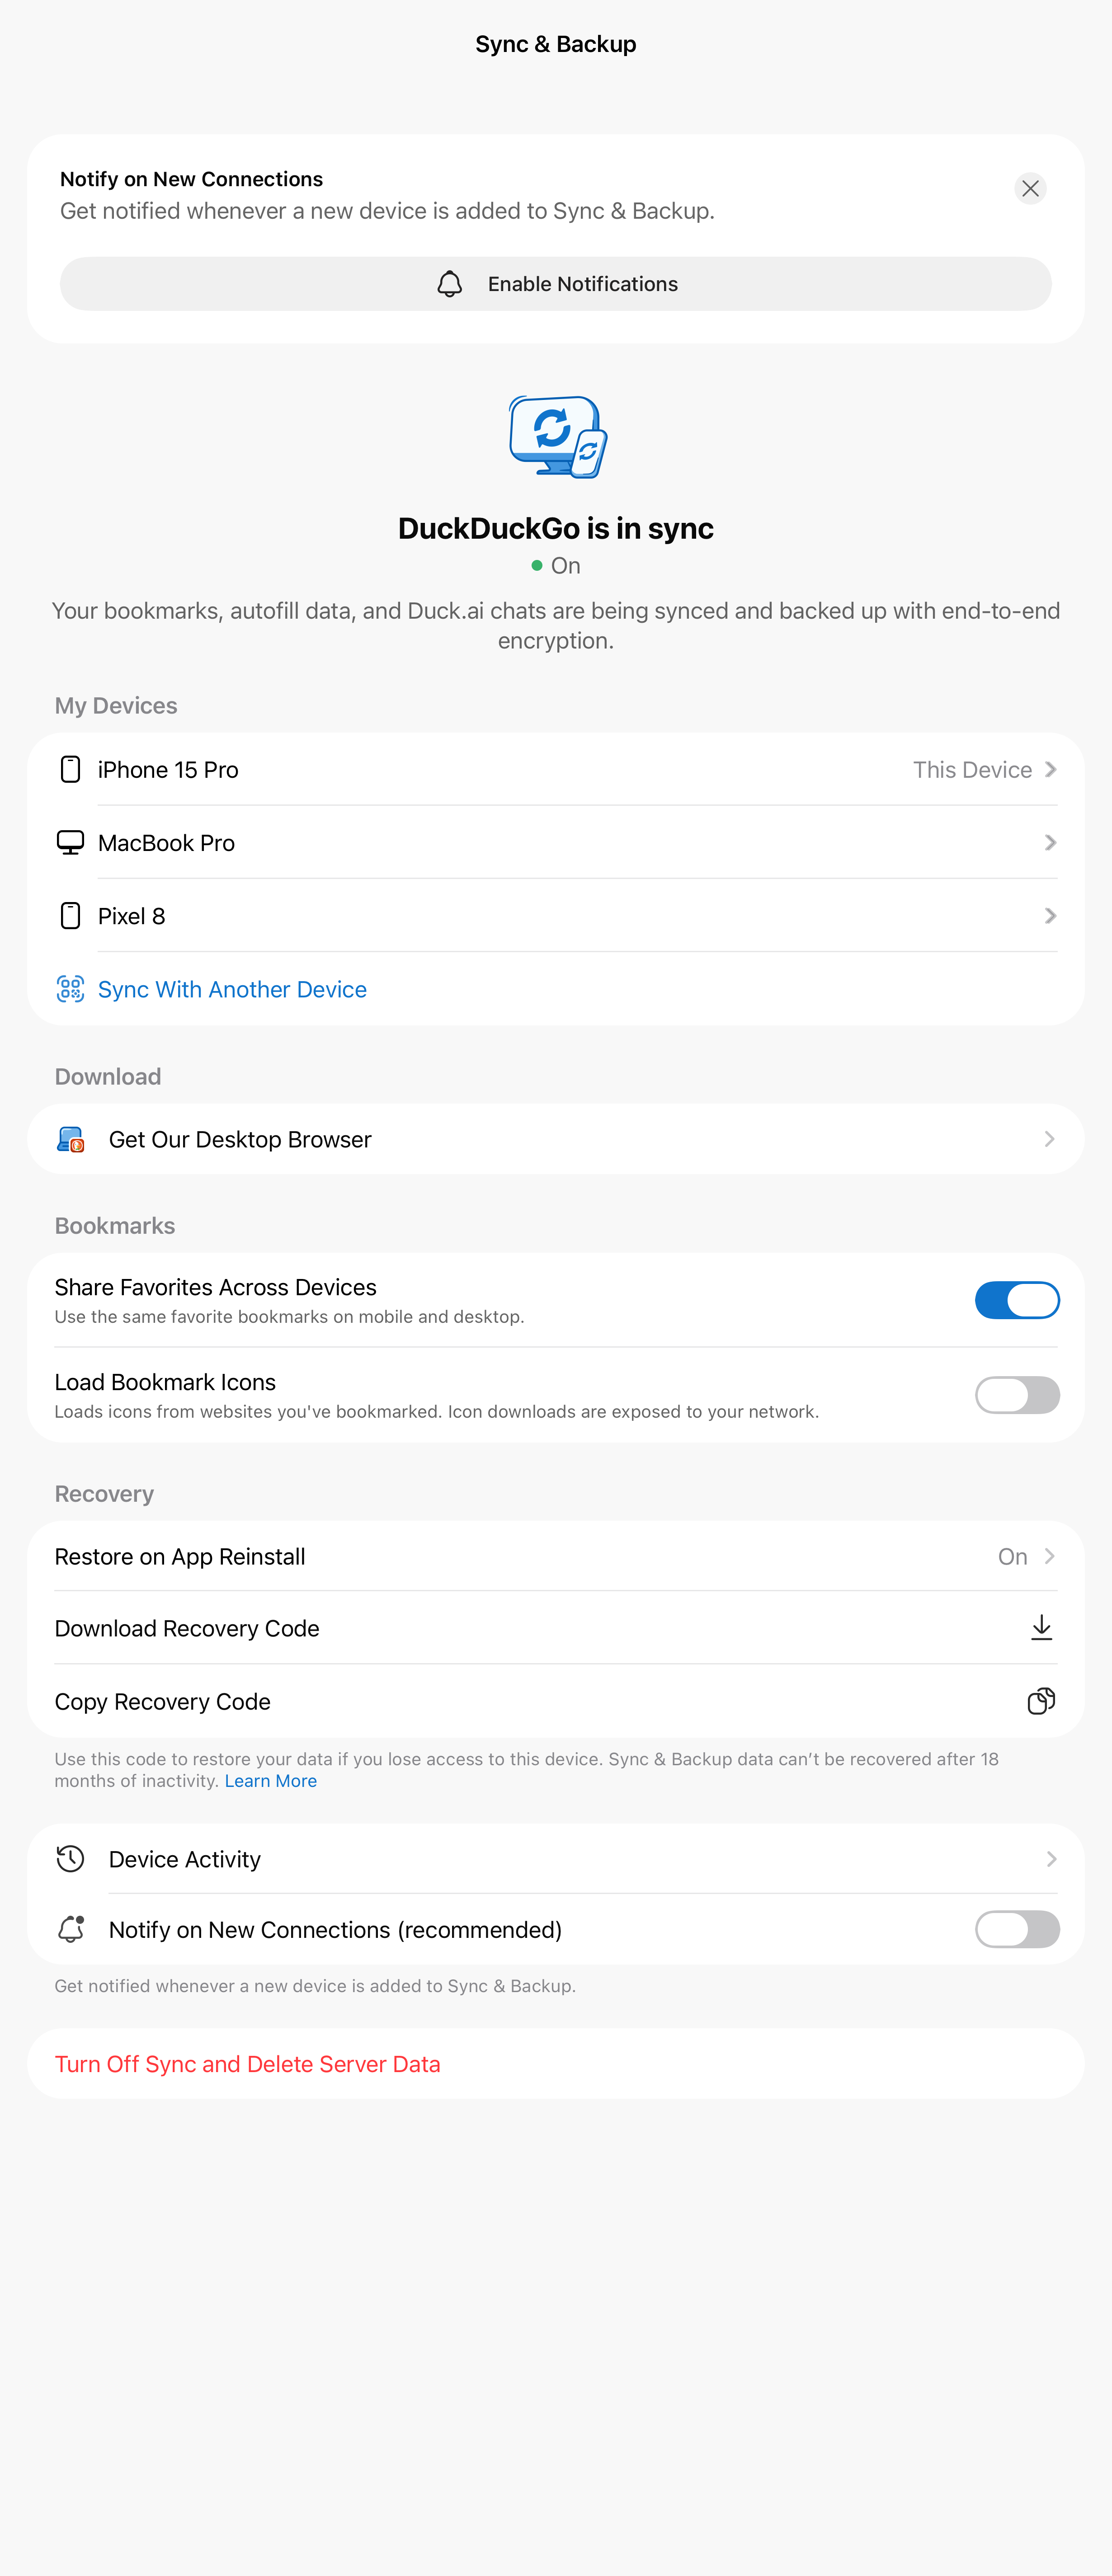 Sync & Backup
Notify on New Connections
Get notified whenever a new device is added to Sync & Backup.
Enable Notifications
DuckDuckGo is in sync
On
Your bookmarks, autofill data, and Duck.ai chats are being synced and backed up with end-to-end
encryption.
My Devices
iPhone 15 Pro This Device
MacBook Pro
Pixel 8
Sync With Another Device
Download
Get Our Desktop Browser
Bookmarks
Share Favorites Across Devices
Use the same favorite bookmarks on mobile and desktop.
Load Bookmark Icons
Loads icons from websites you've bookmarked. Icon downloads are exposed to your network.
Recovery
Restore on App Reinstall On
Download Recovery Code
Copy Recovery Code
Use this code to restore your data if you lose access to this device. Sync & Backup data can’t be recovered after 18
months of inactivity. Learn More
Device Activity
Notify on New Connections (recommended)
Get notified whenever a new device is added to Sync & Backup.
Turn Off Sync and Delete Server Data